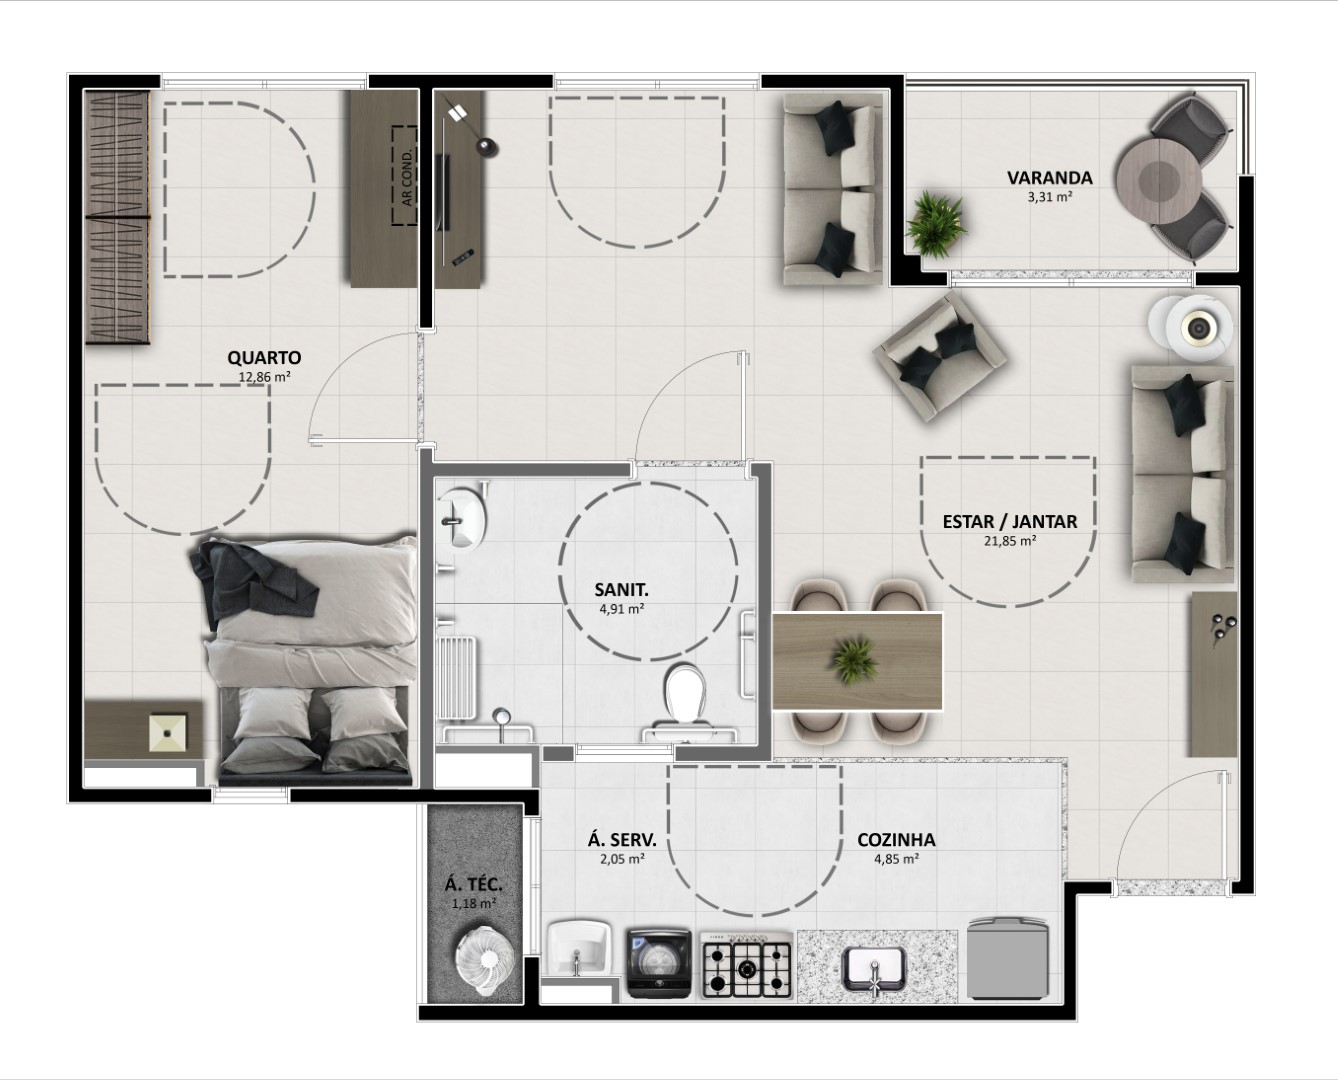 AR COND.
VARANDA
3,31 m²
QUARTO
12,86 m²
ESTAR / JANTAR
21,85 m²
SANIT.
4,91 m²
Á. SERV.
2,05 m²
COZINHA
4,85 m²
Á. TÉC.
1,18 m²